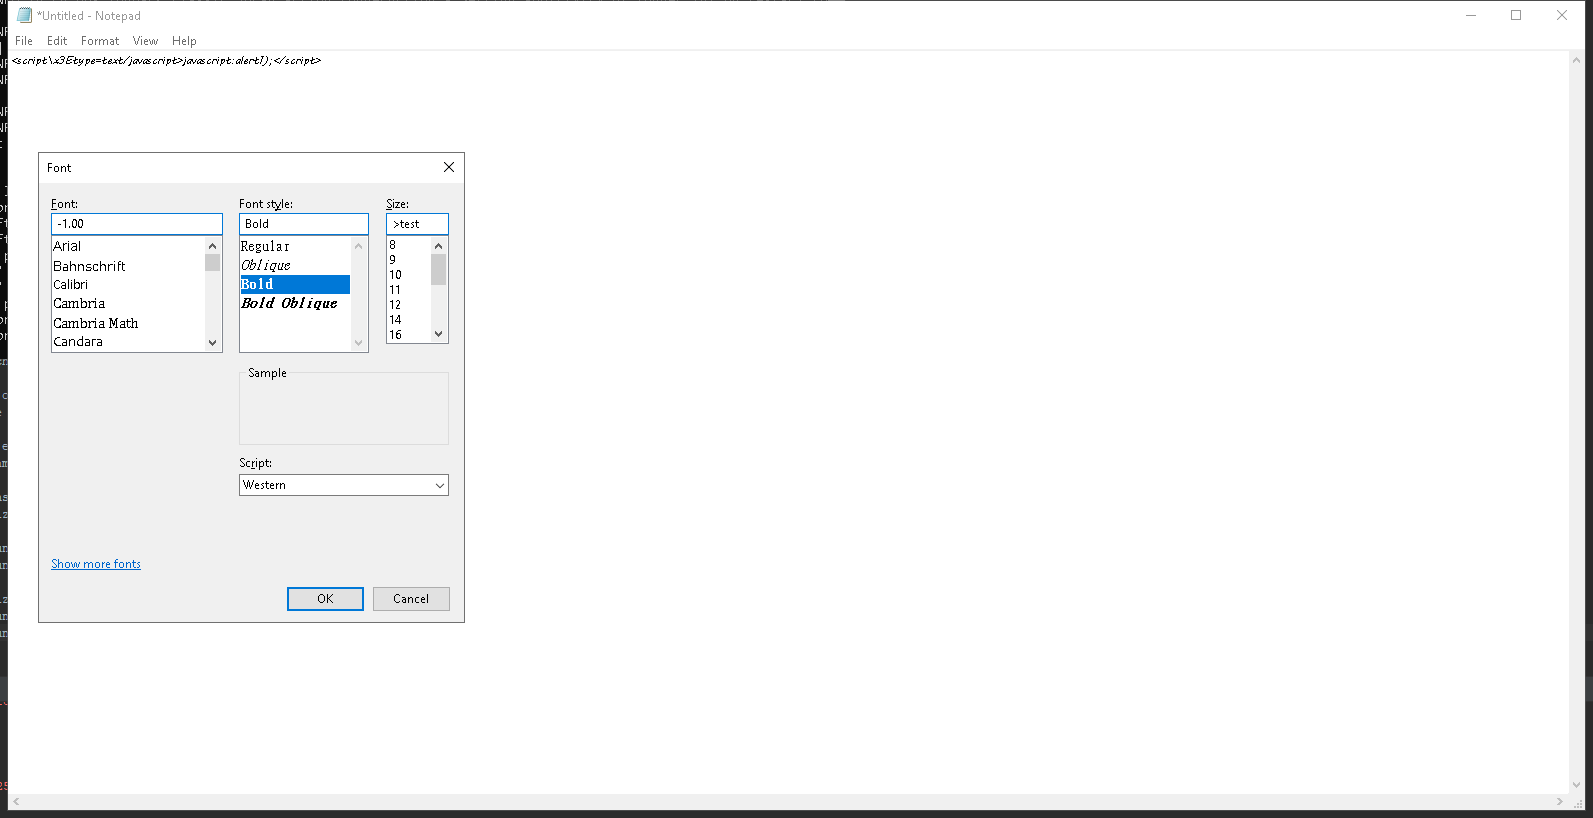 *Untitled - Notepad
File Edit Format View Help
<script\x3Etype=text/javascript>javascript:alert1);</script>
Font
Font: Font style: Size:
-1.00 Bold >test
Arial Regular 8
Bahnschrift Oblique 9
Calibri Bold 10
Cambria Bold Oblique 11
Cambria Math 12
Candara 14
16
Sample
Script:
Western
Show more fonts
OK Cancel